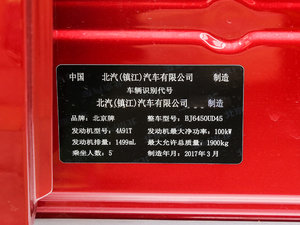 中国 北汽(镇江)汽车有限公司 制造
车辆识别代号
北汽(镇江)汽车有限公司 制造
品牌：北京牌 整车型号：BJ6450UD45
发动机型号：4A91T 发动机最大净功率：100kW
发动机排量：1499mL 最大允许总质量：1900kg
乘坐人数：5 制造年月：2017年3月